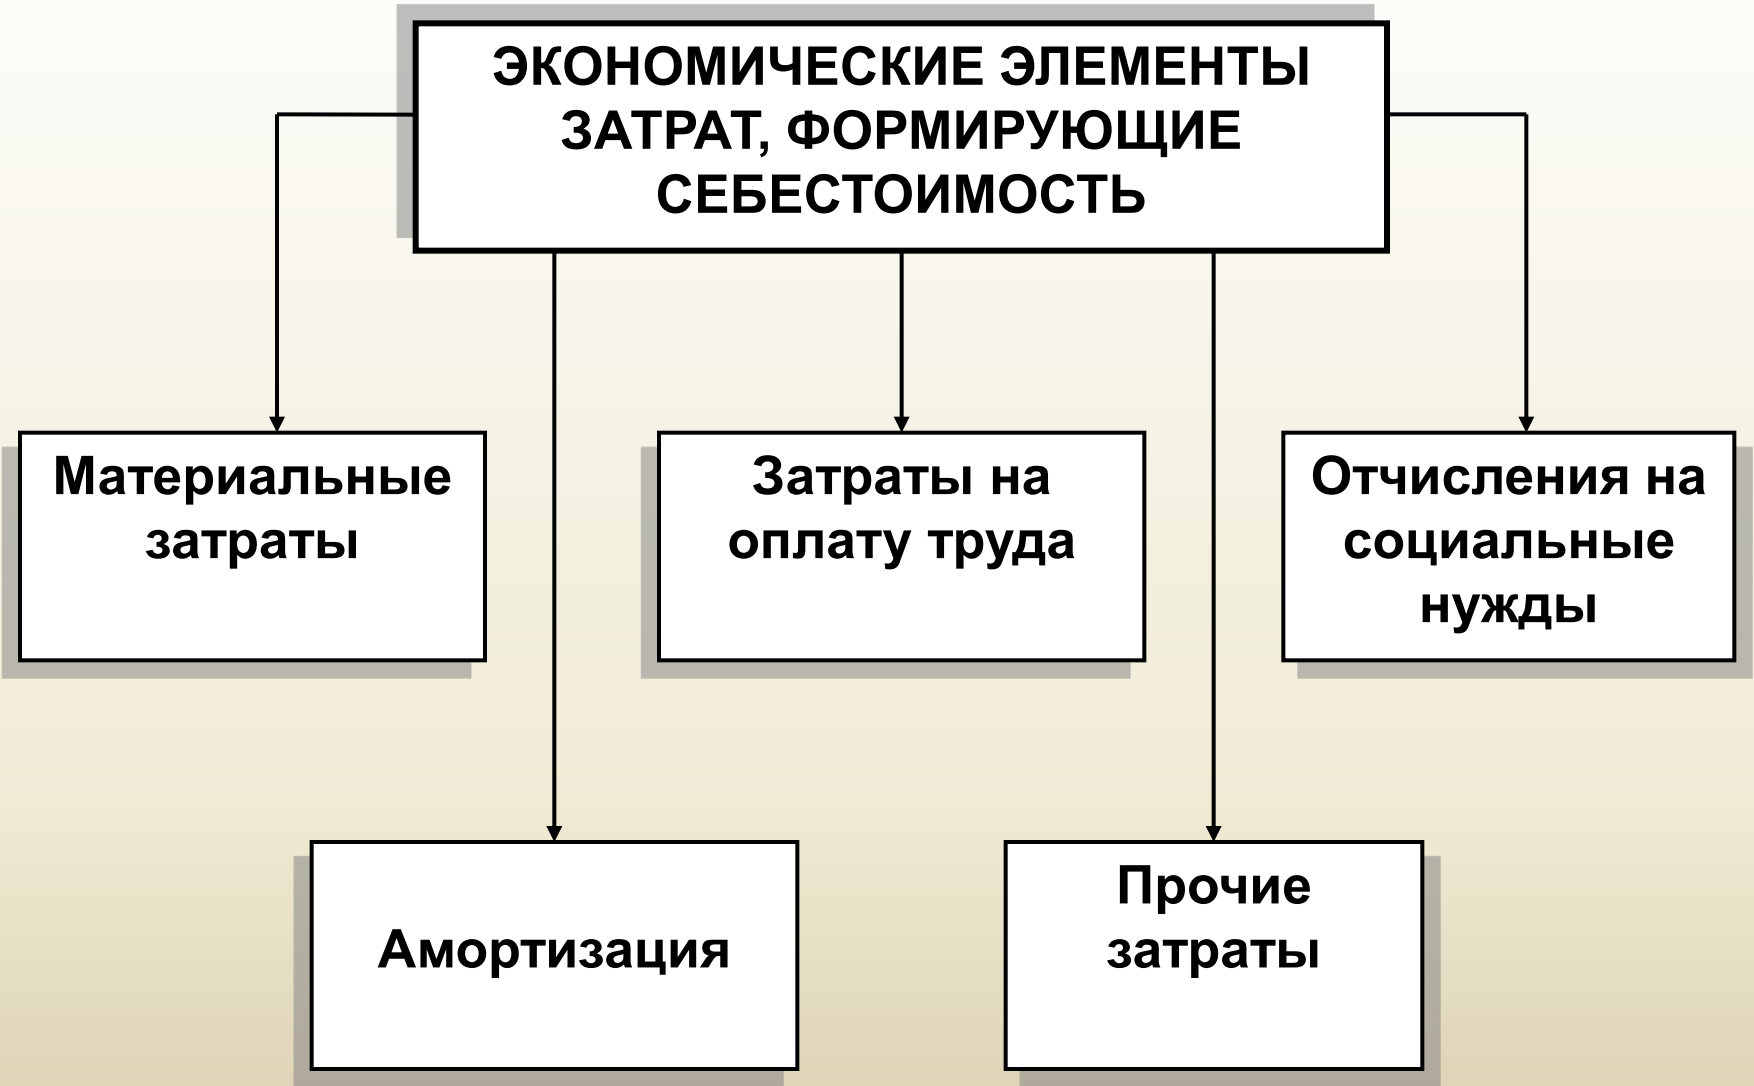 ЭКОНОМИЧЕСКИЕ ЭЛЕМЕНТЫ
ЗАТРАТ, ФОРМИРУЮЩИЕ
СЕБЕСТОИМОСТЬ
Материальные
затраты
Затраты на
оплату труда
Отчисления на
социальные
нужды
Амортизация
Прочие
затраты